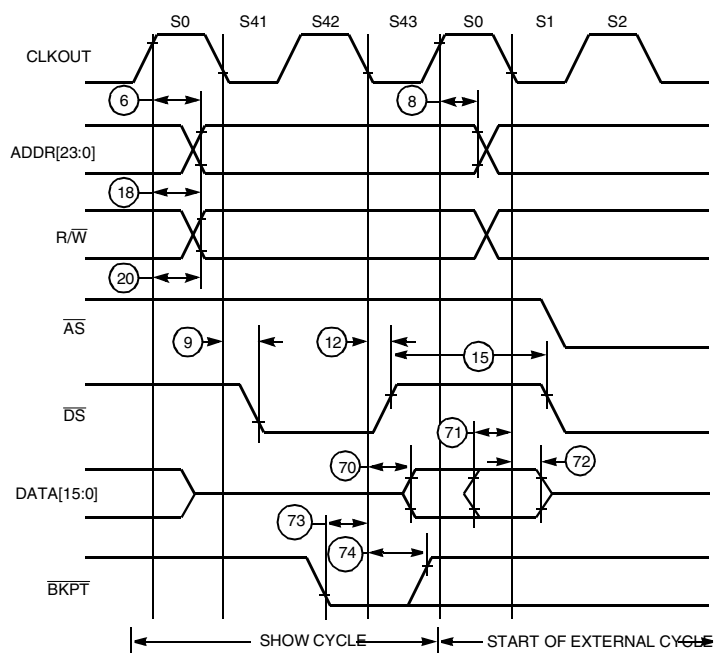 S0 S41 S42 S43 S0 S1 S2
CLKOUT
6 8
ADDR[23:0]
18
R/W
20
AS
9 12 15
DS
71
70 72
DATA[15:0]
73
74
BKPT
SHOW CYCLE START OF EXTERNAL CYCLE